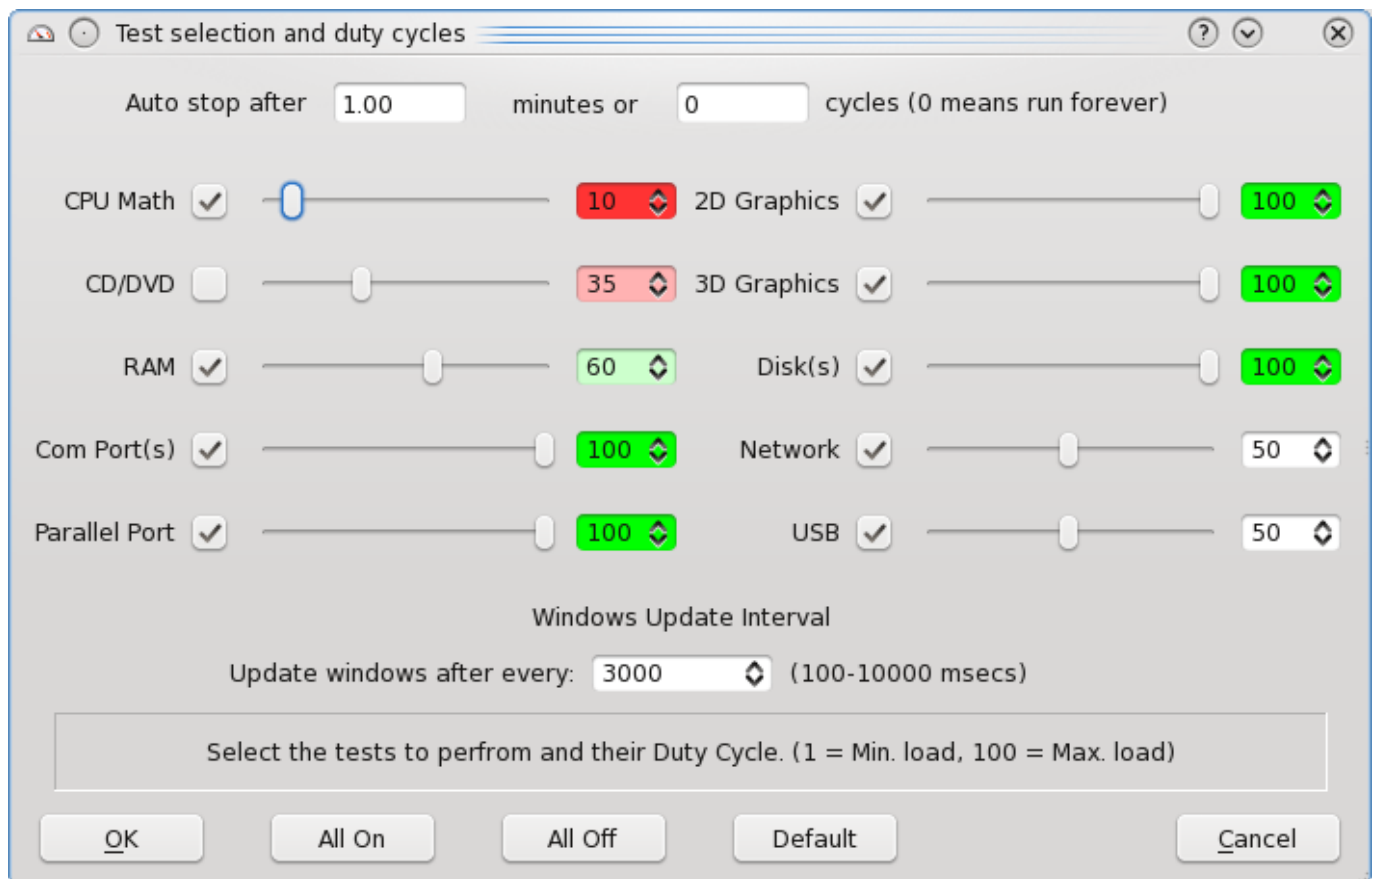 Test selection and duty cycles
Auto stop after 1.00 minutes or 0 cycles (0 means run forever)
CPU Math 10 2D Graphics 100
CD/DVD 35 3D Graphics 100
RAM 60 Disk(s) 100
Com Port(s) 100 Network 50
Parallel Port 100 USB 50
Windows Update Interval
Update windows after every: 3000 (100-10000 msecs)
Select the tests to perfrom and their Duty Cycle. (1 = Min. load, 100 = Max. load)
OK All On All Off Default Cancel